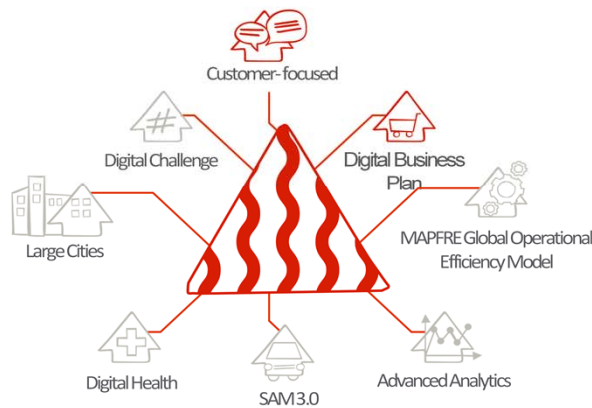 Customer-focused
Digital Challenge
Digital Business
Plan
Large Cities
MAPFRE Global Operational
Efficiency Model
Digital Health
SAM 3.0
Advanced Analytics